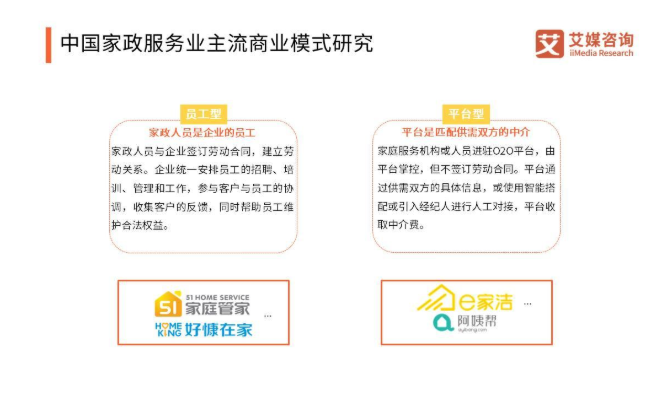 中国家政服务业主流商业模式研究
艾媒咨询
iiMedia Research
员工型
家政人员是企业的员工
家政人员与企业签订劳动合同，建立劳
动关系。企业统一安排员工的招聘、培
训、管理和工作，参与客户与员工的协
调，收集客户的反馈，同时帮助员工维
护合法权益。
平台型
平台是匹配供需双方的中介
家庭服务机构或人员进驻O2O平台，由
平台掌控，但不签订劳动合同。平台通
过供需双方的具体信息，或使用智能搭
配或引入经纪人进行人工对接，平台收
取中介费。
51
51 HOME SERVICE
家庭管家
...
HOME
KING
好慷在家
e家洁
...
阿姨帮
ayibang.com